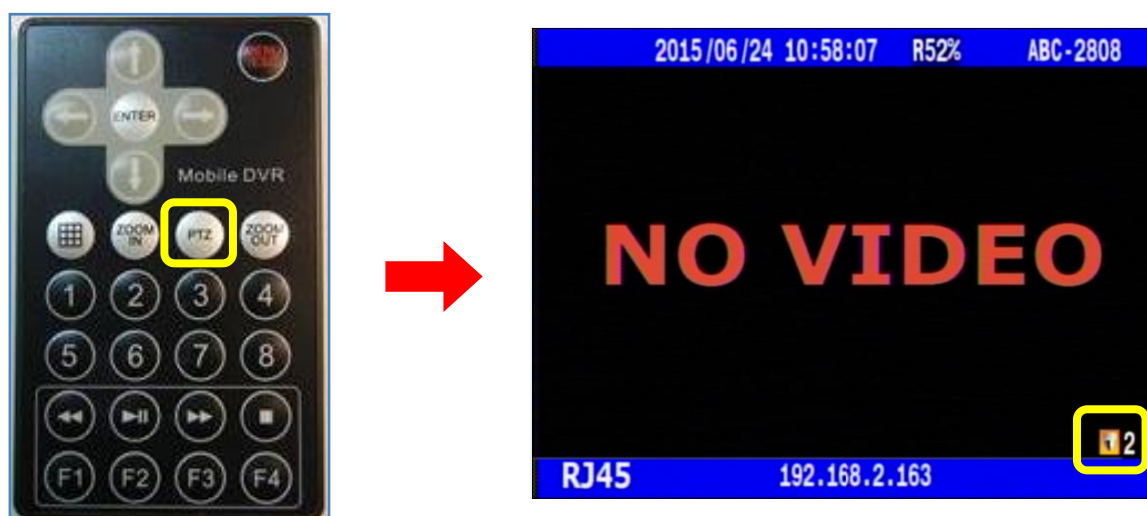 ENTER
Mobile DVR
ZOOM IN
PTZ
ZOOM OUT
1 2 3 4
5 6 7 8
F1 F2 F3 F4
2015/06/24 10:58:07 R52% ABC-2808
NO VIDEO
2
RJ45 192.168.2.163